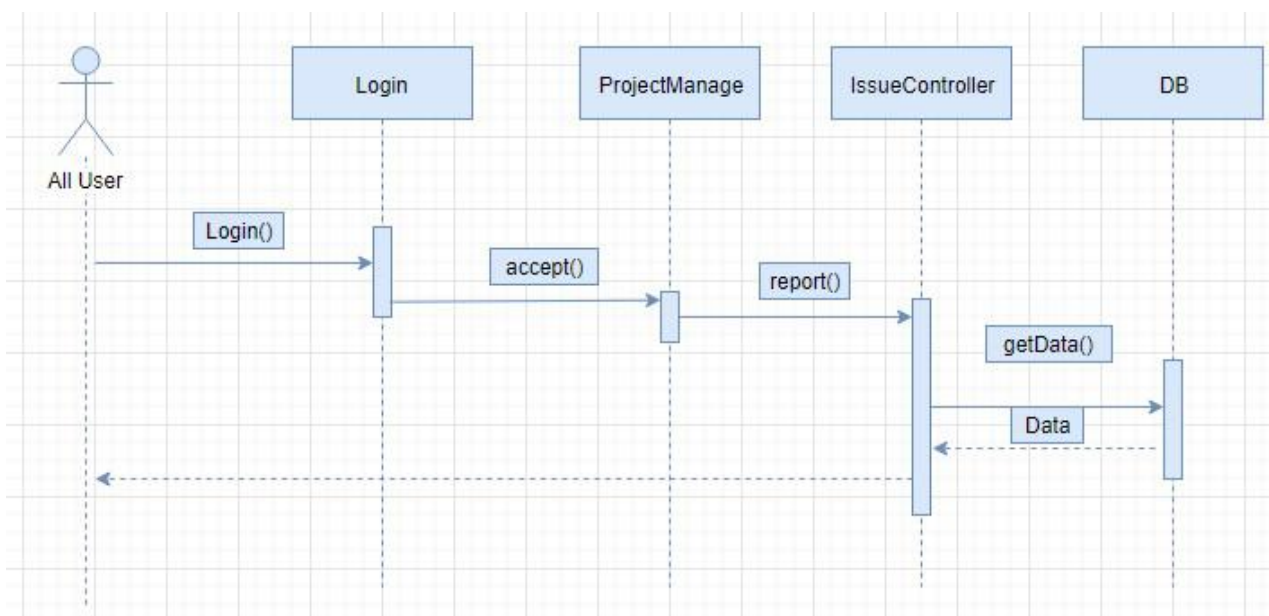 Login
ProjectManage
IssueController
DB
All User
Login()
accept()
report()
getData()
Data